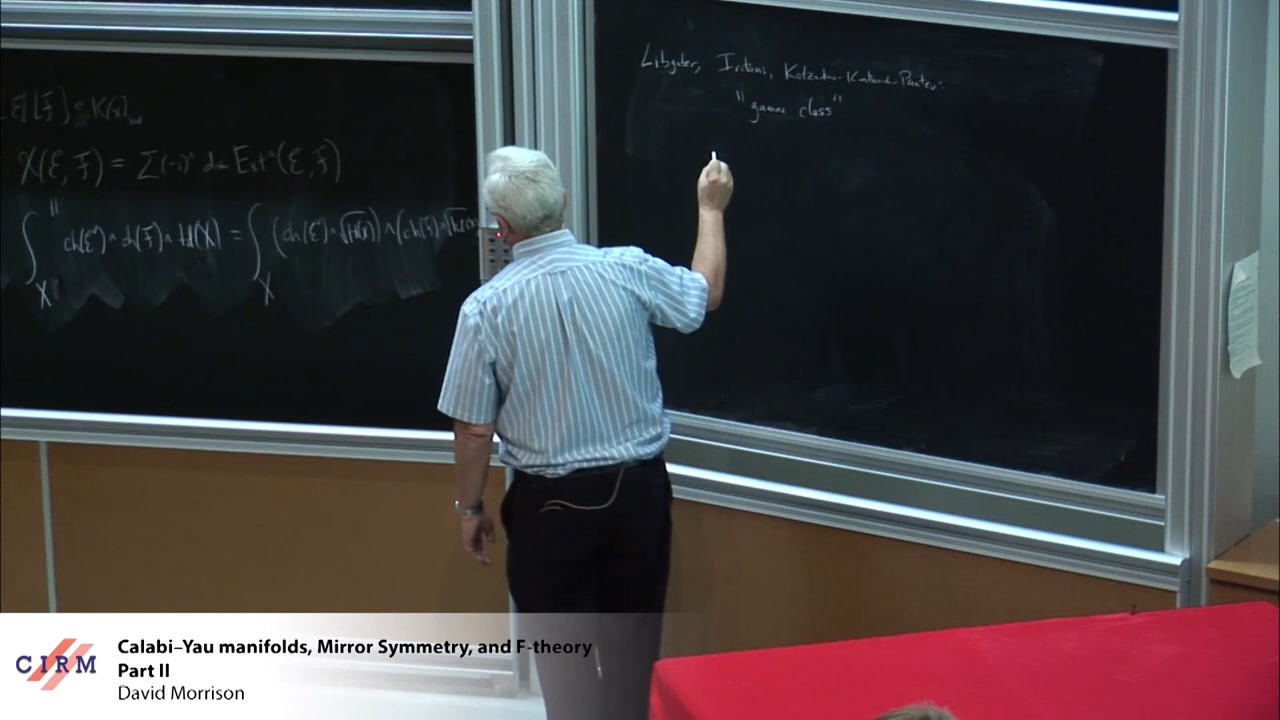 χ(ℰ, ℱ) = Σ(-1)ⁿ dim Extⁿ(ℰ, ℱ)
∫_X ch(ℰ^v) ^ ch(ℱ) ^ td(X) = ∫_X (ch(ℰ^v) ^ √td(X)) ^ (ch(ℱ) ^ √td(X)
Libgober, Iritani, Katzarkov-Kontsevich-Pantev:
"gamma class"
CIRM
Calabi–Yau manifolds, Mirror Symmetry, and F-theory
Part II
David Morrison